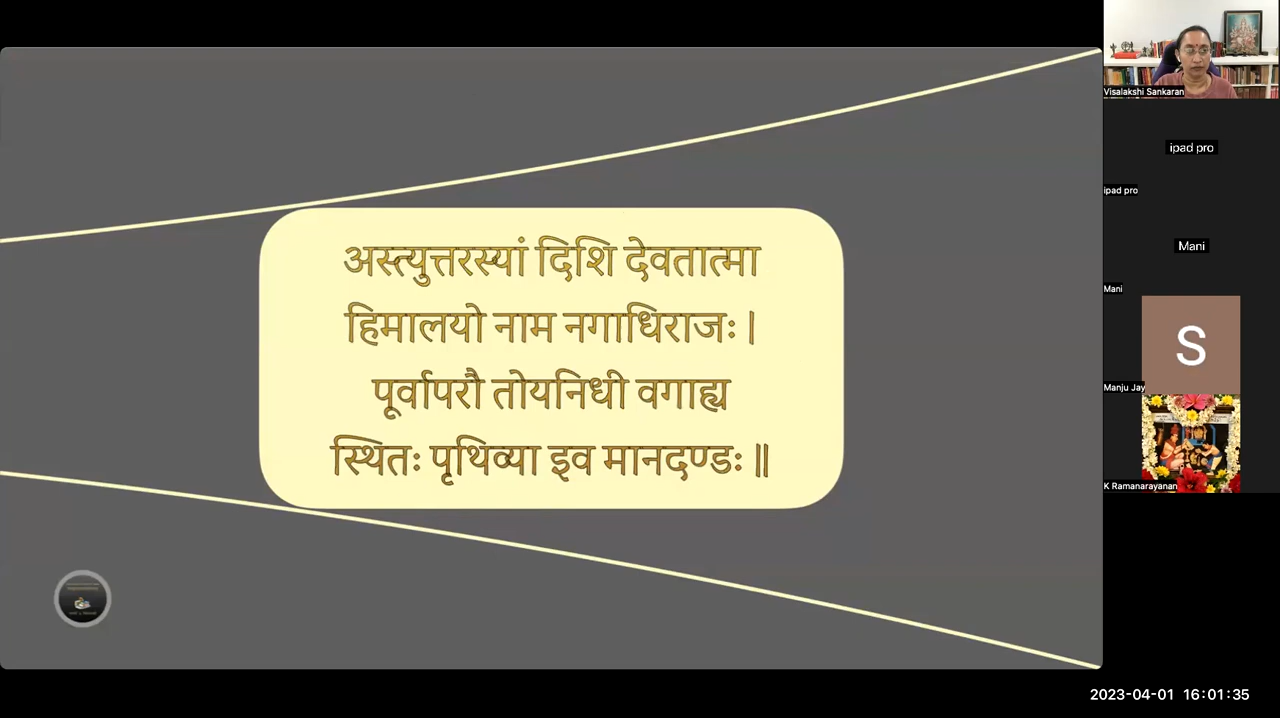 अस्त्युत्तरस्यां दिशि देवतात्मा
हिमालयो नाम नगाधिराजः ।
पूर्वापरौ तोयनिधी वगाह्य
स्थितः पृथिव्या इव मानदण्डः ॥
Visalakshi Sankaran
ipad pro
ipad pro
Mani
Mani
S
Manju Jay
K Ramanarayanan
2023-04-01 16:01:35